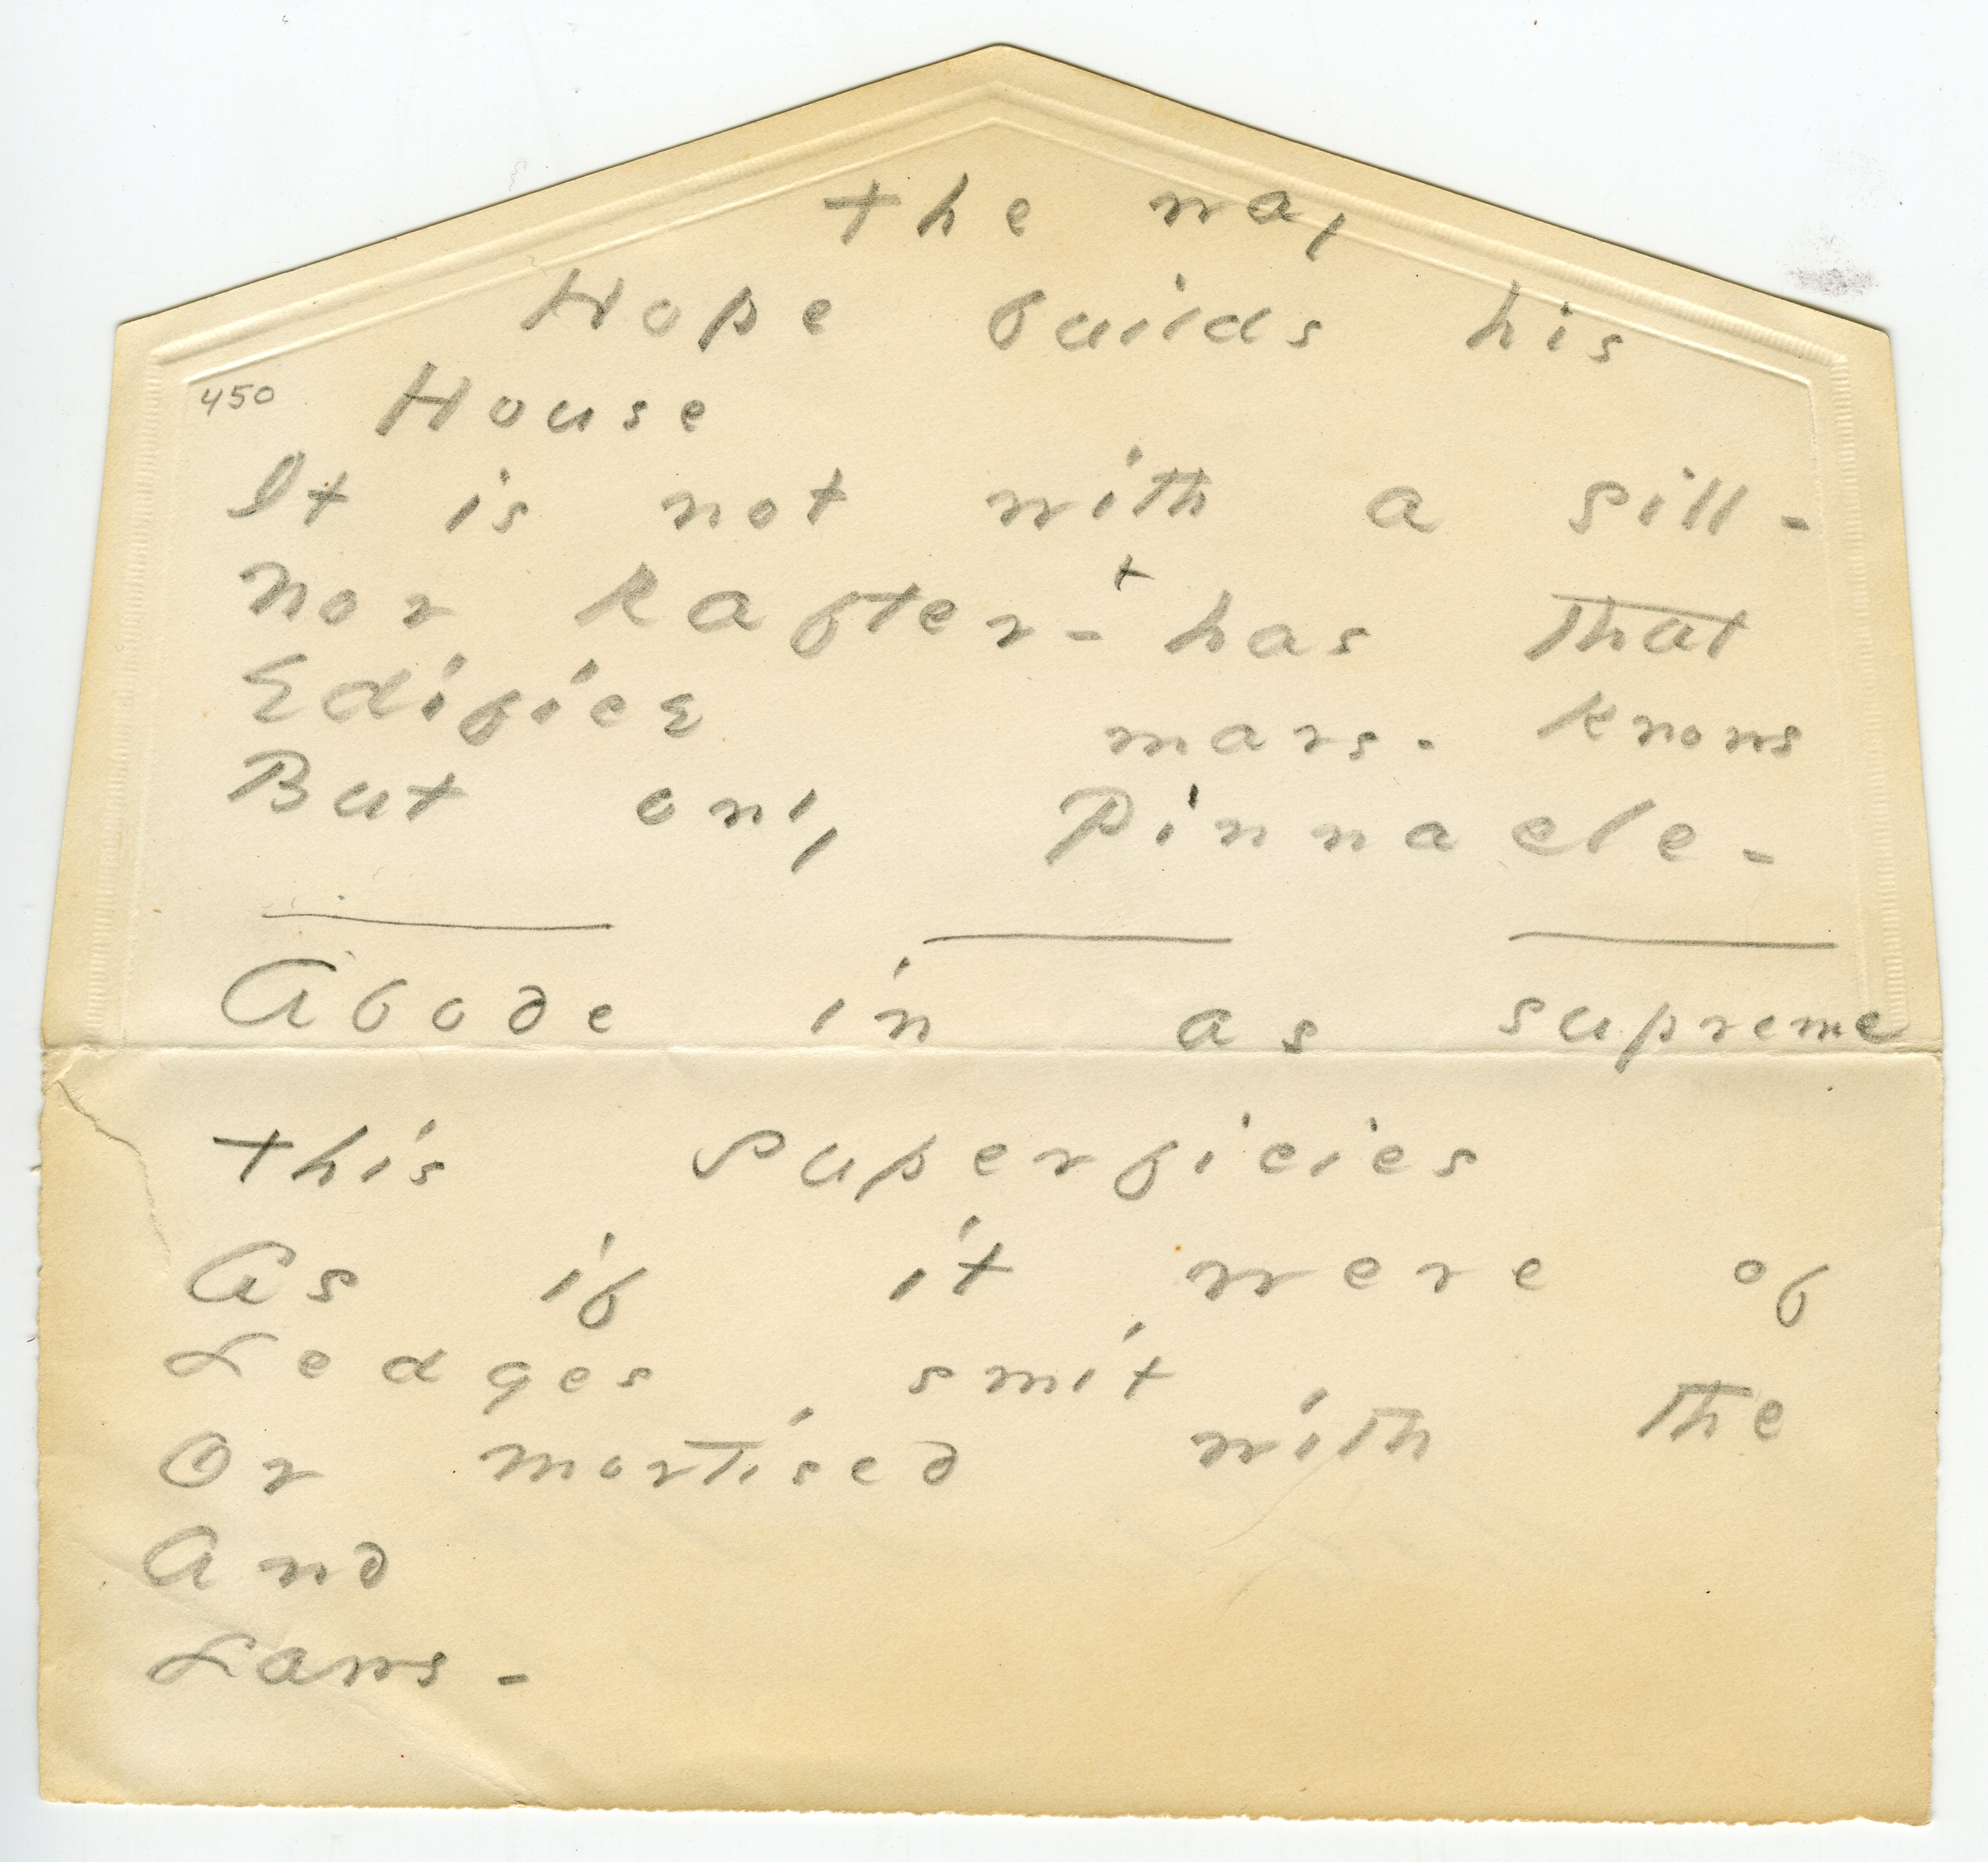 The way
Hope builds his
House
450
It is not with a sill -
Nor Rafter - + has that
Edifice mars - Knows
But only Pinnacle -
Abode in as supreme
This superficies
As if it were of
Ledges smit
Or mortised with the
And
Laws -